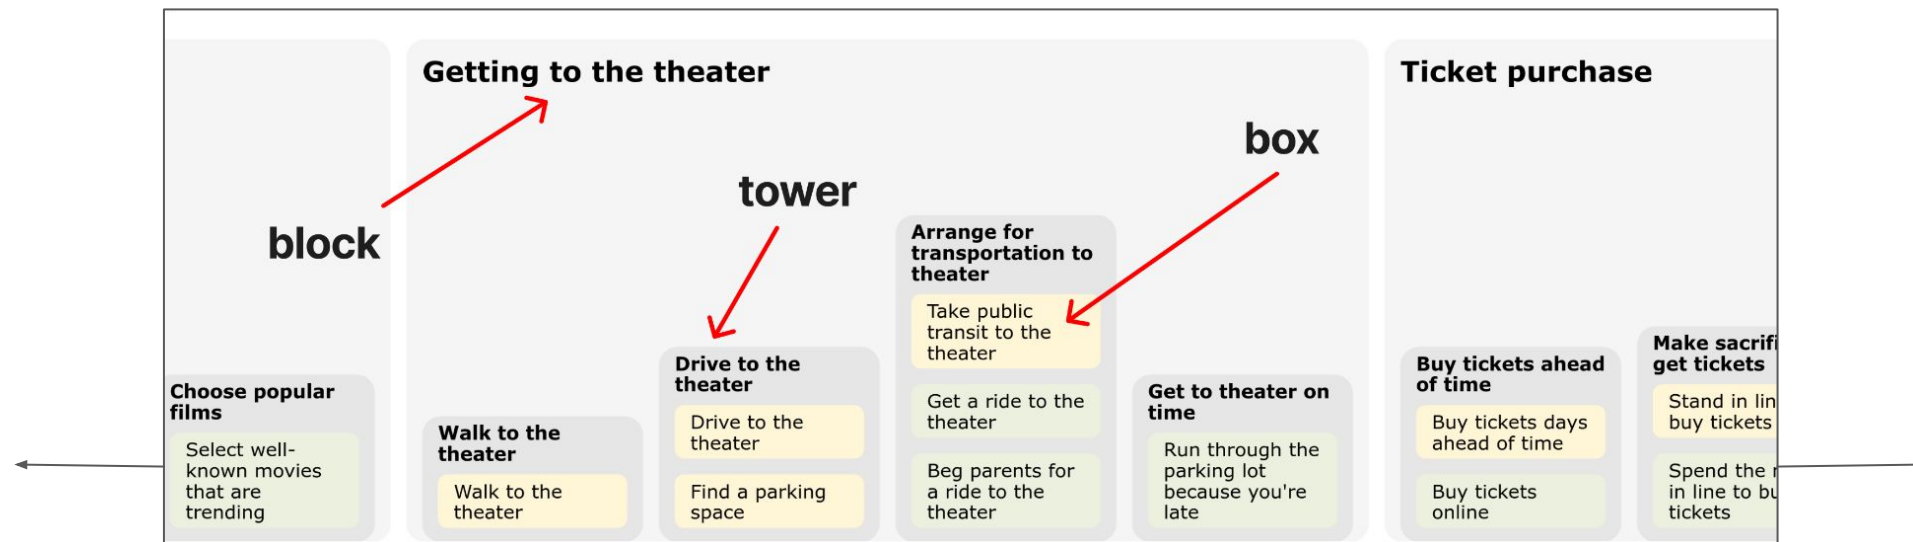 Getting to the theater
Ticket purchase
block
tower
box
Choose popular
films
Select well-
known movies
that are
trending
Walk to the
theater
Walk to the
theater
Drive to the
theater
Drive to the
theater
Find a parking
space
Arrange for
transportation to
theater
Take public
transit to the
theater
Get a ride to the
theater
Beg parents for
a ride to the
theater
Get to theater on
time
Run through the
parking lot
because you're
late
Buy tickets ahead
of time
Buy tickets days
ahead of time
Buy tickets
online
Make
get tickets
Stand in
buy tickets
Spend the
in line to
tickets